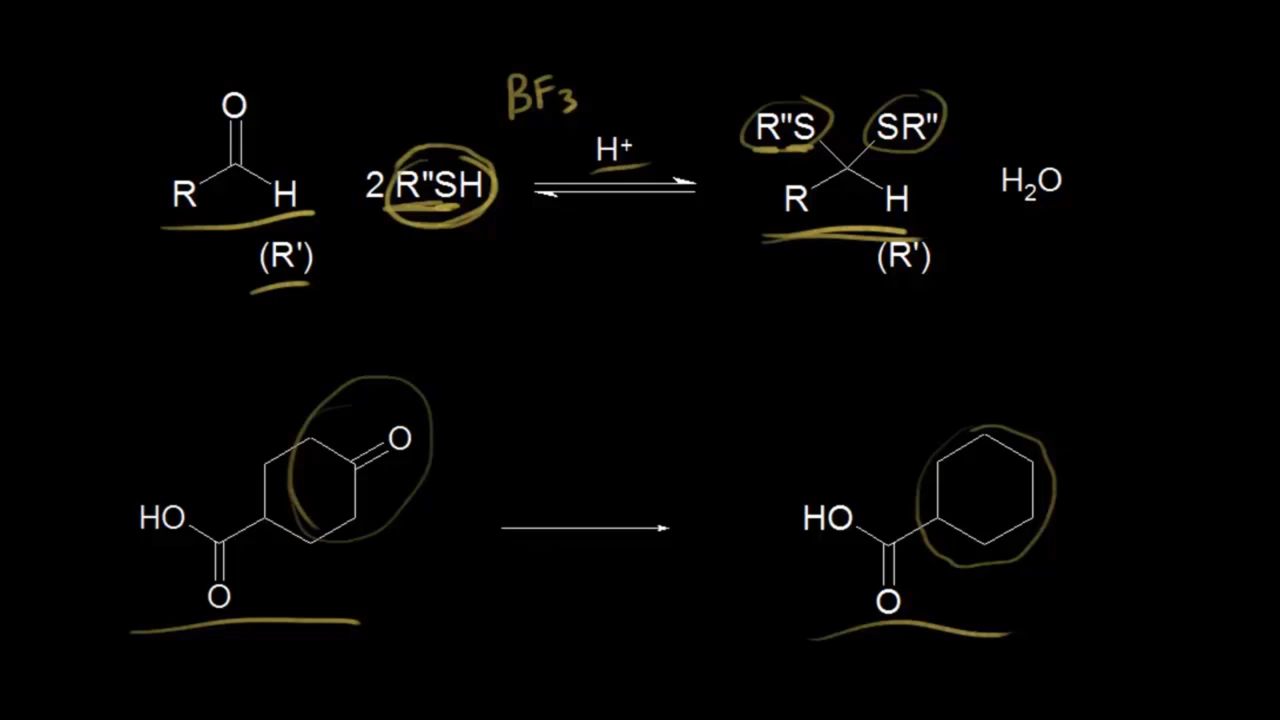 BF₃
O
H⁺
R"S SR"
R H 2 R"SH R H H₂O
(R') (R')
O
HO HO
O O